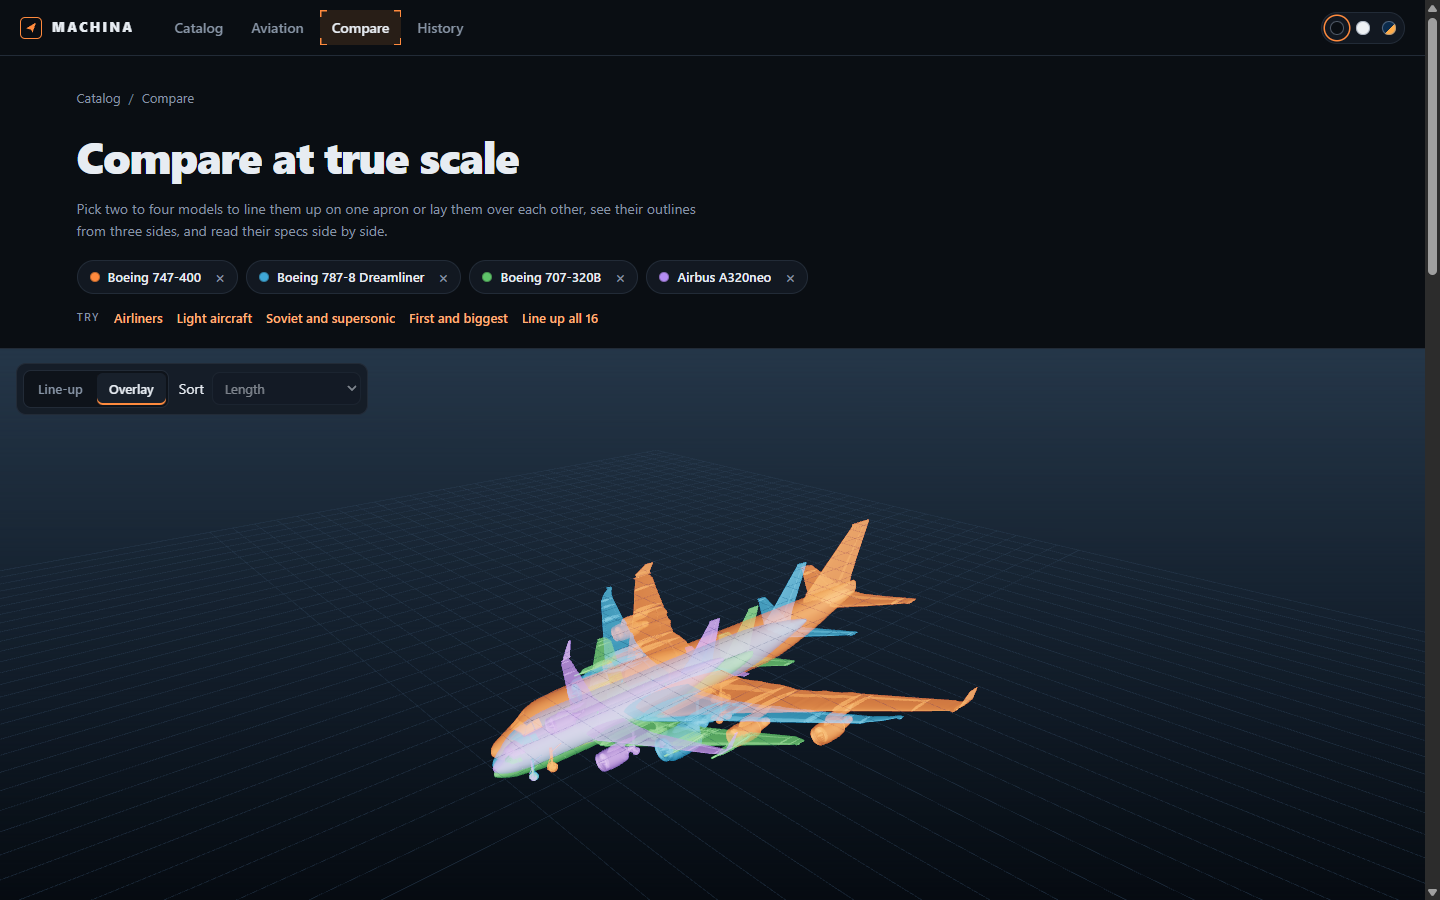 MACHINA
Catalog
Aviation
Compare
History
Catalog / Compare
Compare at true scale
Pick two to four models to line them up on one apron or lay them over each other, see their outlines
from three sides, and read their specs side by side.
Boeing 747-400 ×
Boeing 787-8 Dreamliner ×
Boeing 707-320B ×
Airbus A320neo ×
TRY Airliners Light aircraft Soviet and supersonic First and biggest Line up all 16
Line-up Overlay Sort Length